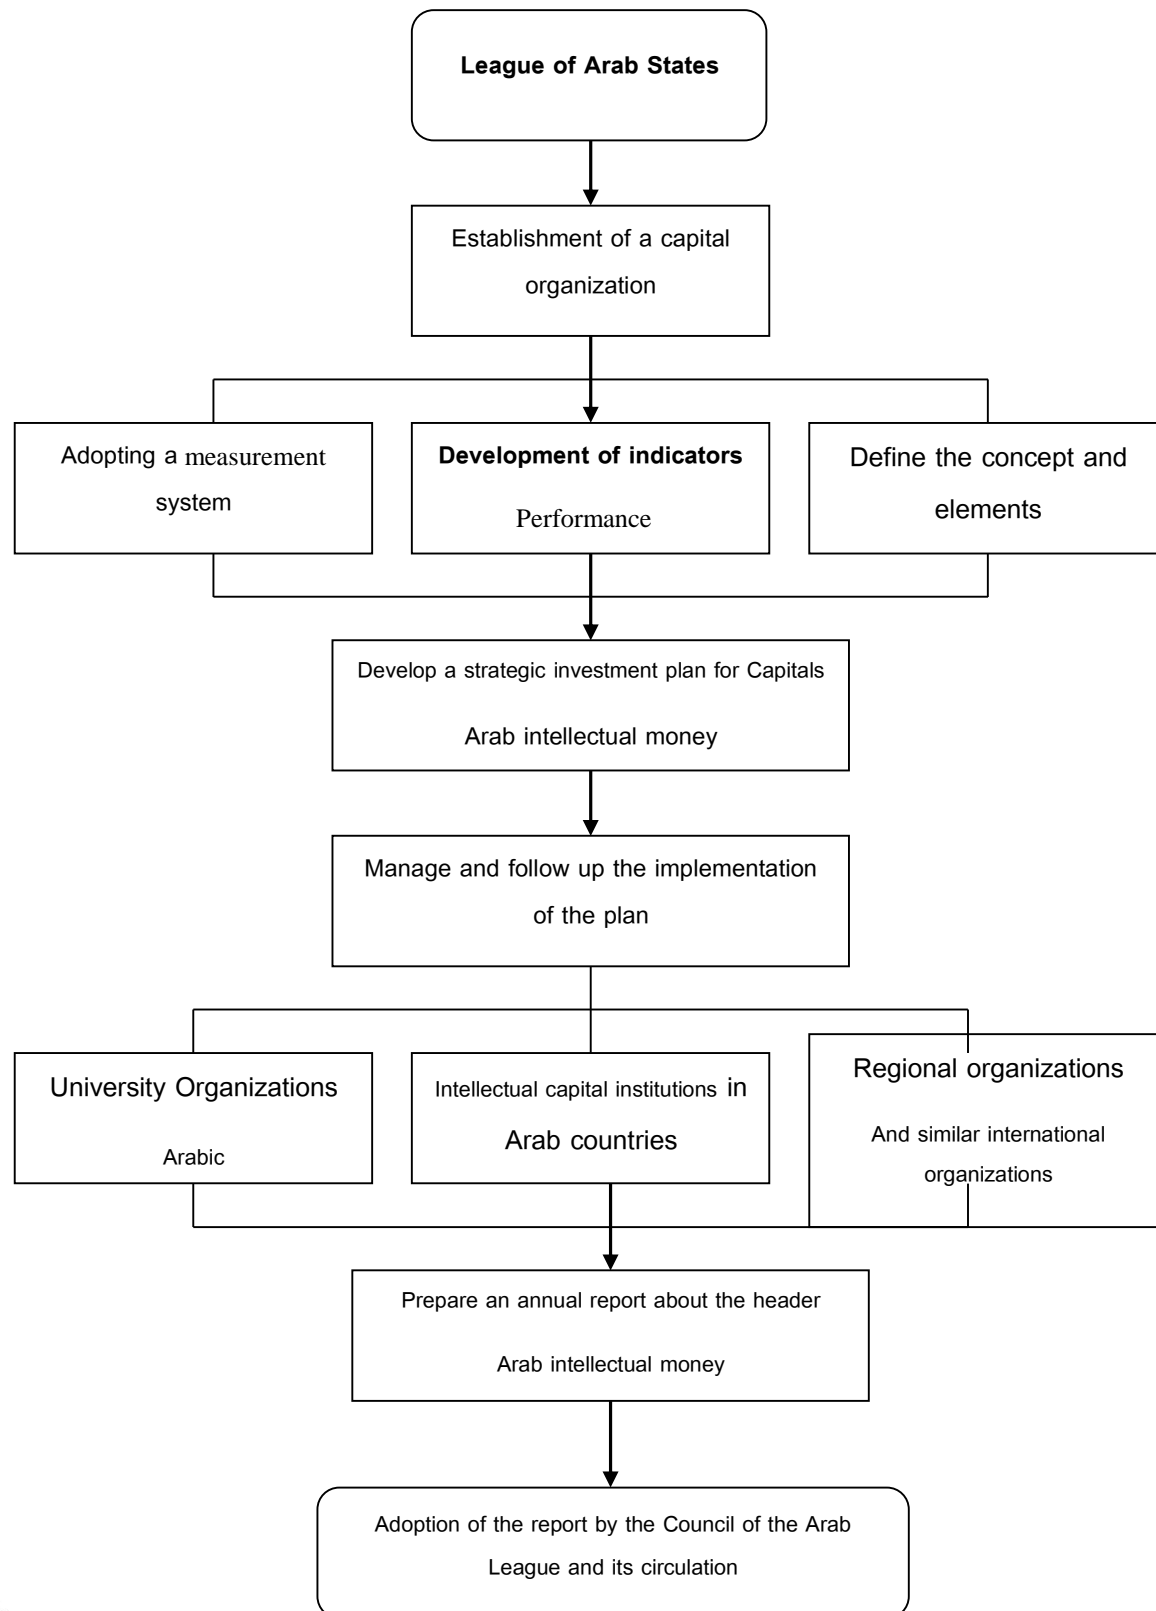 League of Arab States
Establishment of a capital
organization
Adopting a measurement
system
Development of indicators
Performance
Define the concept and
elements
Develop a strategic investment plan for Capitals
Arab intellectual money
Manage and follow up the implementation
of the plan
University Organizations
Arabic
Intellectual capital institutions in
Arab countries
Regional organizations
And similar international
organizations
Prepare an annual report about the header
Arab intellectual money
Adoption of the report by the Council of the Arab
League and its circulation